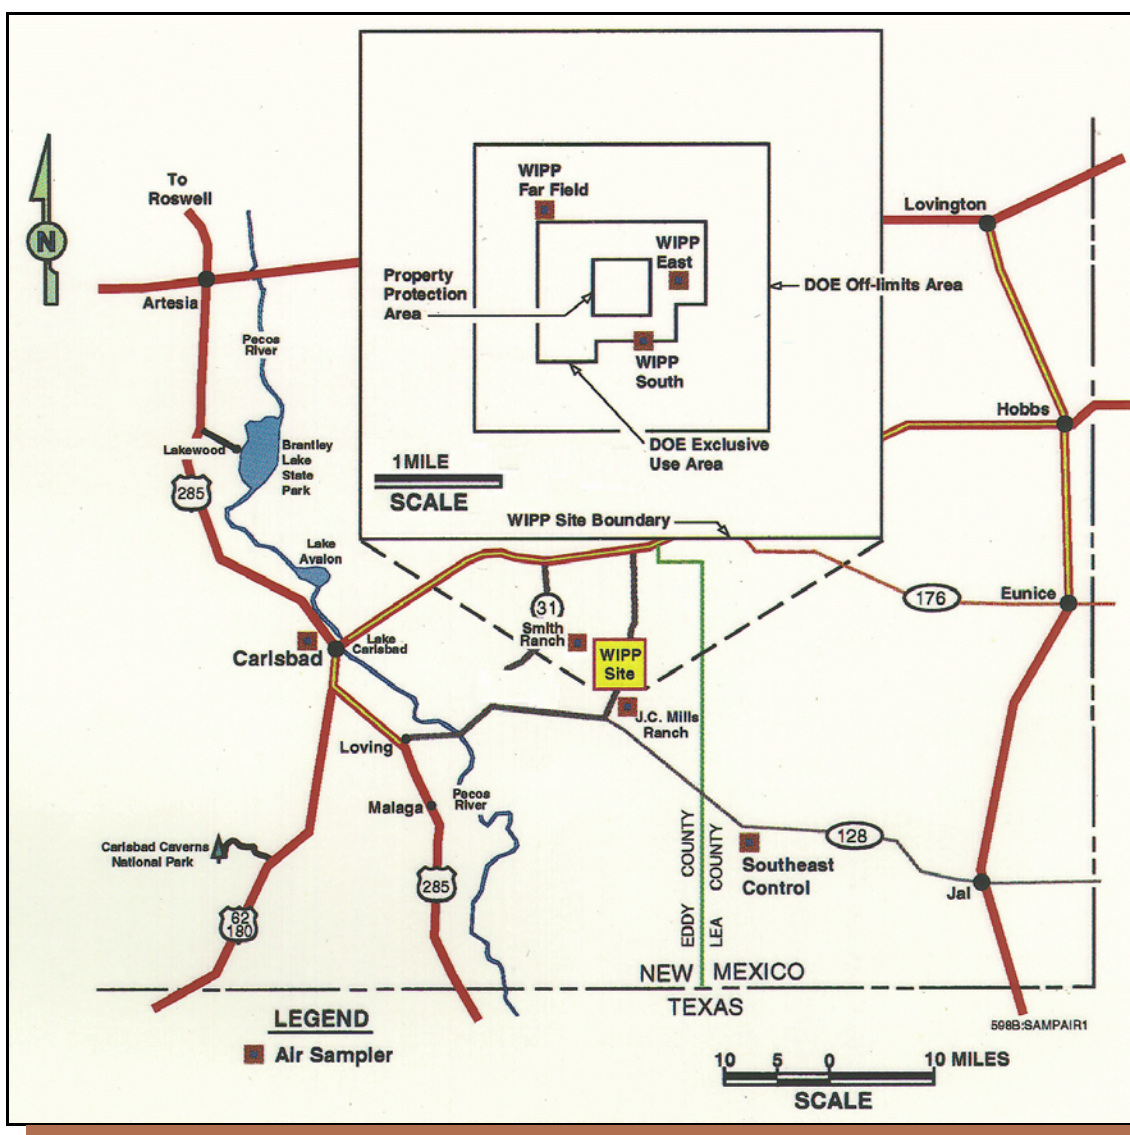 To
Roswell
WIPP
Far Field
Lovington
N
WIPP
East
Property
Protection
Area
DOE Off-limits Area
Artesia
Pecos
River
WIPP
South
Hobbs
Lakewood
Brantley
Lake
State
Park
DOE Exclusive
Use Area
1MILE
SCALE
285
WIPP Site Boundary
Lake
Avalon
176
Eunice
31
Smith
Ranch
Lake
Carlsbad
Carlsbad
WIPP
Site
J.C. Mills
Ranch
Loving
Malaga
Pecos
River
Carlsbad Caverns
National Park
128
Southeast
Control
Jal
285
62
180
EDDY COUNTY
LEA COUNTY
NEW MEXICO
TEXAS
LEGEND
Air Sampler
598B:SAMPAIR1
10 5 0 10 MILES
SCALE